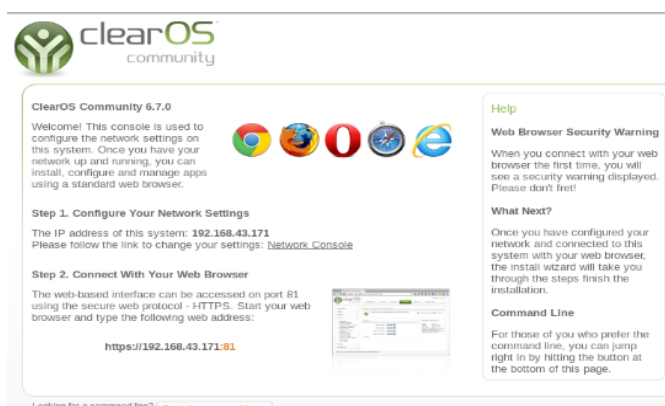 clearOS
community
ClearOS Community 6.7.0
Welcome! This console is used to
configure the network settings on
this system. Once you have your
network up and running, you can
install, configure and manage apps
using a standard web browser.
Step 1. Configure Your Network Settings
The IP address of this system: 192.168.43.171
Please follow the link to change your settings: Network Console
Step 2. Connect With Your Web Browser
The web-based interface can be accessed on port 81
using the secure web protocol - HTTPS. Start your web
browser and type the following web address:
https://192.168.43.171:81
Help
Web Browser Security Warning
When you connect with your web
browser the first time, you will
see a security warning displayed.
Please don't fret!
What Next?
Once you have configured your
network and connected to this
system with your web browser,
the install wizard will take you
through the steps finish the
installation.
Command Line
For those of you who prefer the
command line, you can jump
right in by hitting the button at
the bottom of this page.
Looking for a command line?